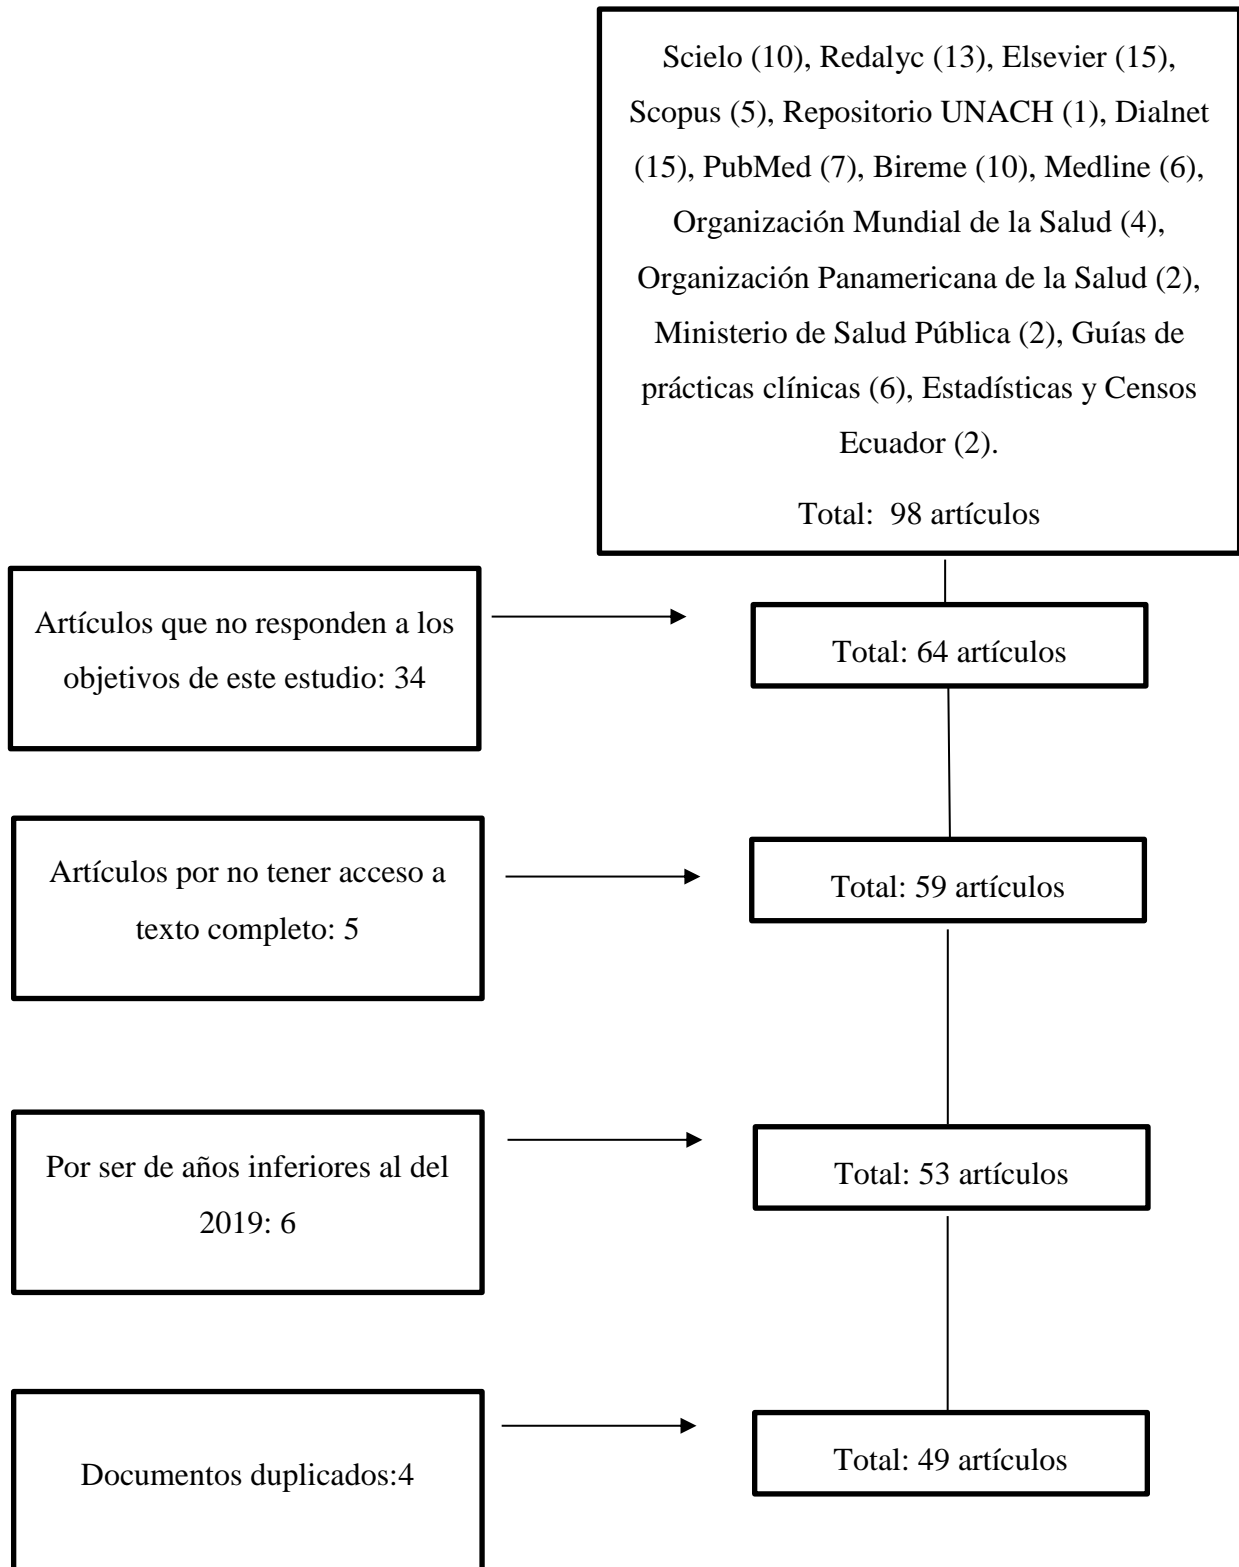 Scielo (10), Redalyc (13), Elsevier (15),
Scopus (5), Repositorio UNACH (1), Dialnet
(15), PubMed (7), Bireme (10), Medline (6),
Organización Mundial de la Salud (4),
Organización Panamericana de la Salud (2),
Ministerio de Salud Pública (2), Guías de
prácticas clínicas (6), Estadísticas y Censos
Ecuador (2).
Total: 98 artículos
Artículos que no responden a los
objetivos de este estudio: 34
Total: 64 artículos
Artículos por no tener acceso a
texto completo: 5
Total: 59 artículos
Por ser de años inferiores al del
2019: 6
Total: 53 artículos
Documentos duplicados:4
Total: 49 artículos